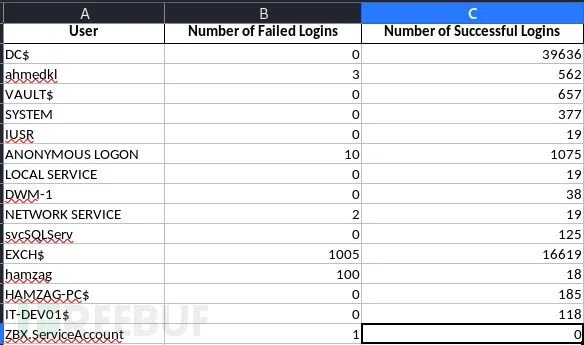 A B C
User Number of Failed Logins Number of Successful Logins
DC$ 0 39636
ahmedkl 3 562
VAULT$ 0 657
SYSTEM 0 377
IUSR 0 19
ANONYMOUS LOGON 10 1075
LOCAL SERVICE 0 19
DWM-1 0 38
NETWORK SERVICE 2 19
svcSQLServ 0 125
EXCH$ 1005 16619
hamzag 100 18
HAMZAG-PC$ 0 185
IT-DEV01$ 0 118
REEBUF
ZBX.ServiceAccount 1 0